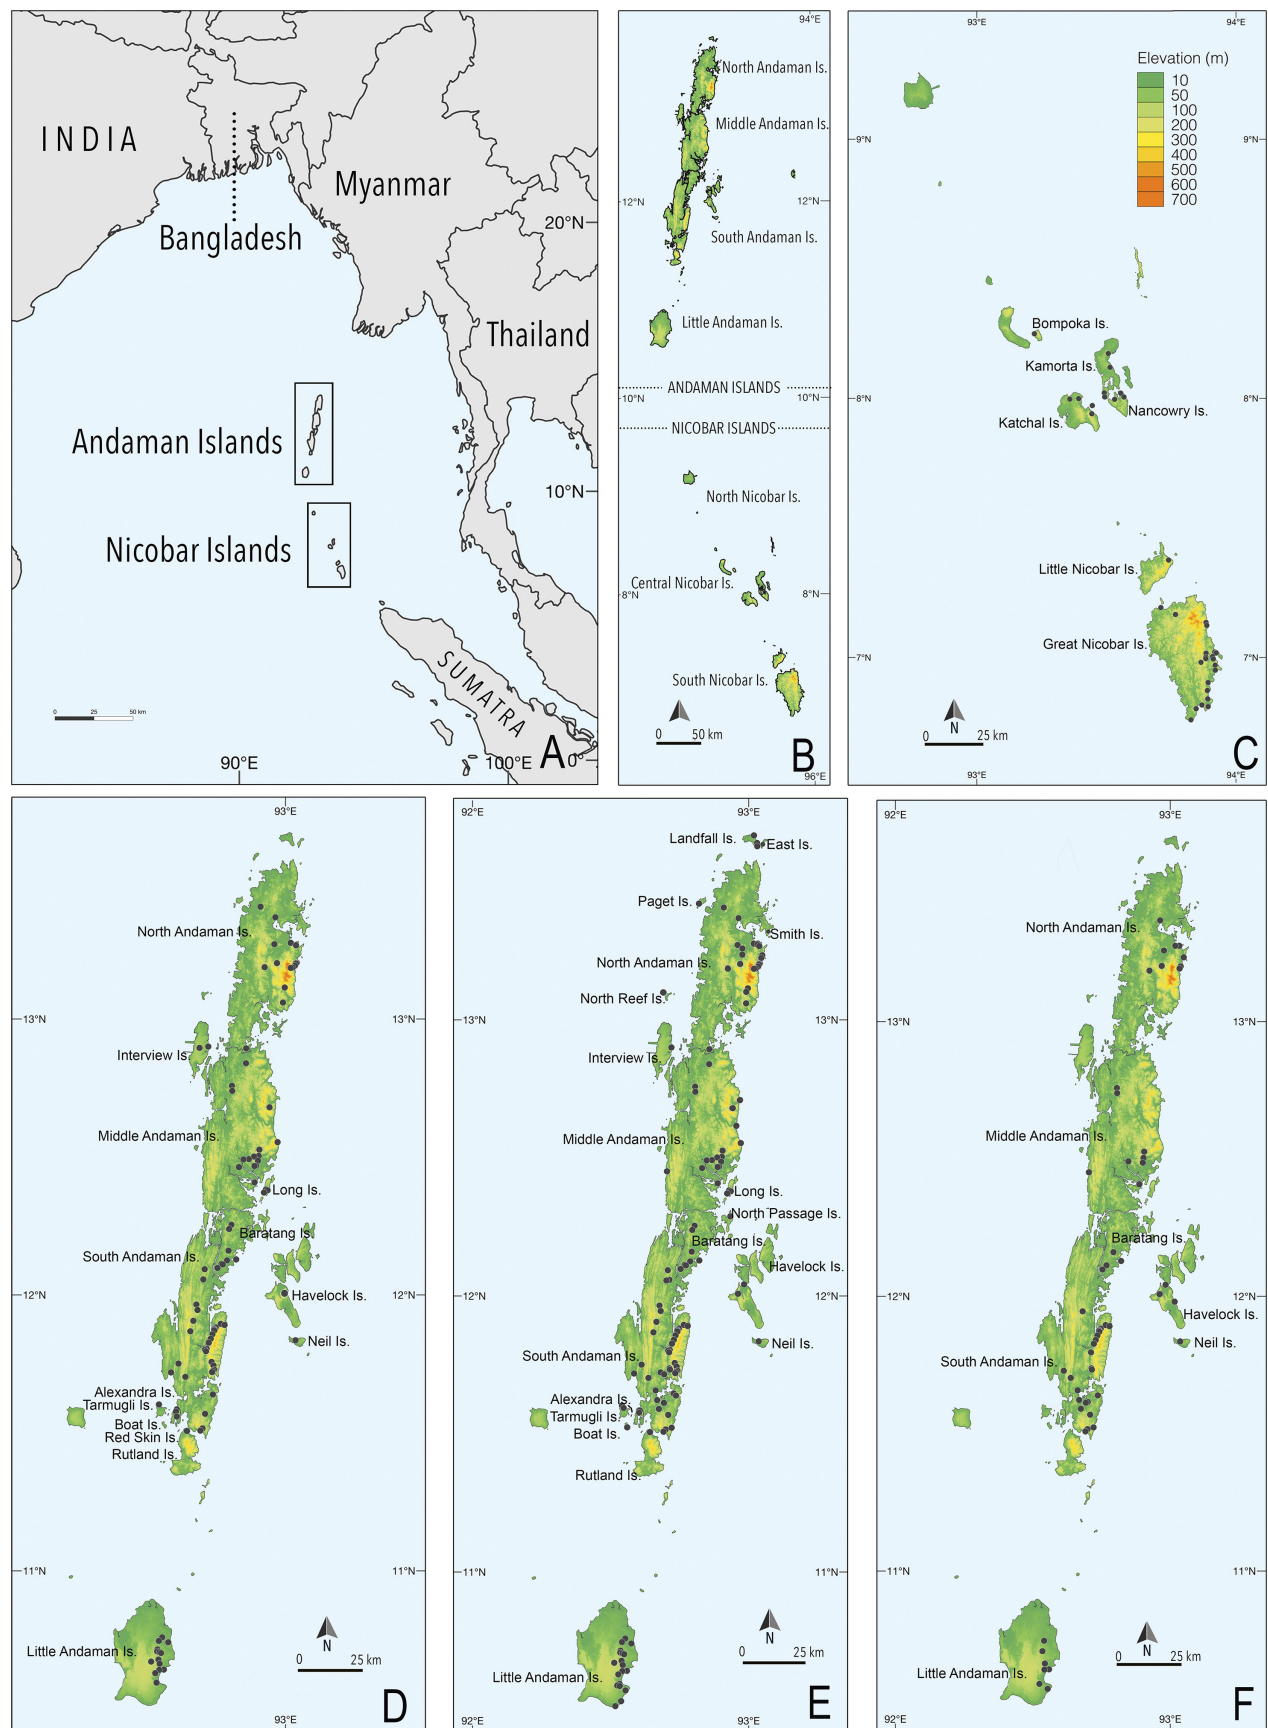 INDIA
Myanmar
20°N
Bangladesh
Thailand
Andaman Islands
10°N
Nicobar Islands
SUMATRA
0 25 50 km
90°E
100°E
0°
A
94°E
North Andaman Is.
Middle Andaman Is.
12°N
12°N
South Andaman Is.
Little Andaman Is.
ANDAMAN ISLANDS
10°N
10°N
NICOBAR ISLANDS
North Nicobar Is.
Central Nicobar Is.
8°N
8°N
South Nicobar Is.
0 50 km
96°E
B
93°E
94°E
Elevation (m)
10
50
100
200
300
400
500
600
700
9°N
9°N
Bompoka Is.
Kamorta Is.
8°N
8°N
Nancowry Is.
Katchal Is.
Little Nicobar Is.
Great Nicobar Is.
7°N
7°N
N
0 25 km
93°E
94°E
C
93°E
North Andaman Is.
13°N
13°N
Interview Is.
Middle Andaman Is.
Long Is.
Baratang Is.
South Andaman Is.
12°N
12°N
Havelock Is.
Neil Is.
Alexandra Is.
Tarmugli Is.
Boat Is.
Red Skin Is.
Rutland Is.
11°N
11°N
Little Andaman Is.
N
0 25 km
93°E
D
92°E
93°E
Landfall Is.
East Is.
Paget Is.
Smith Is.
North Andaman Is.
North Reef Is.
13°N
13°N
Interview Is.
Middle Andaman Is.
Long Is.
North Passage Is.
Baratang Is.
Havelock Is.
12°N
12°N
Neil Is.
South Andaman Is.
Alexandra Is.
Tarmugli Is.
Boat Is.
Rutland Is.
11°N
11°N
Little Andaman Is.
N
0 25 km
92°E
93°E
E
92°E
93°E
North Andaman Is.
13°N
13°N
Middle Andaman Is.
Baratang Is.
12°N
12°N
Havelock Is.
Neil Is.
South Andaman Is.
11°N
11°N
Little Andaman Is.
N
0 25 km
92°E
93°E
F